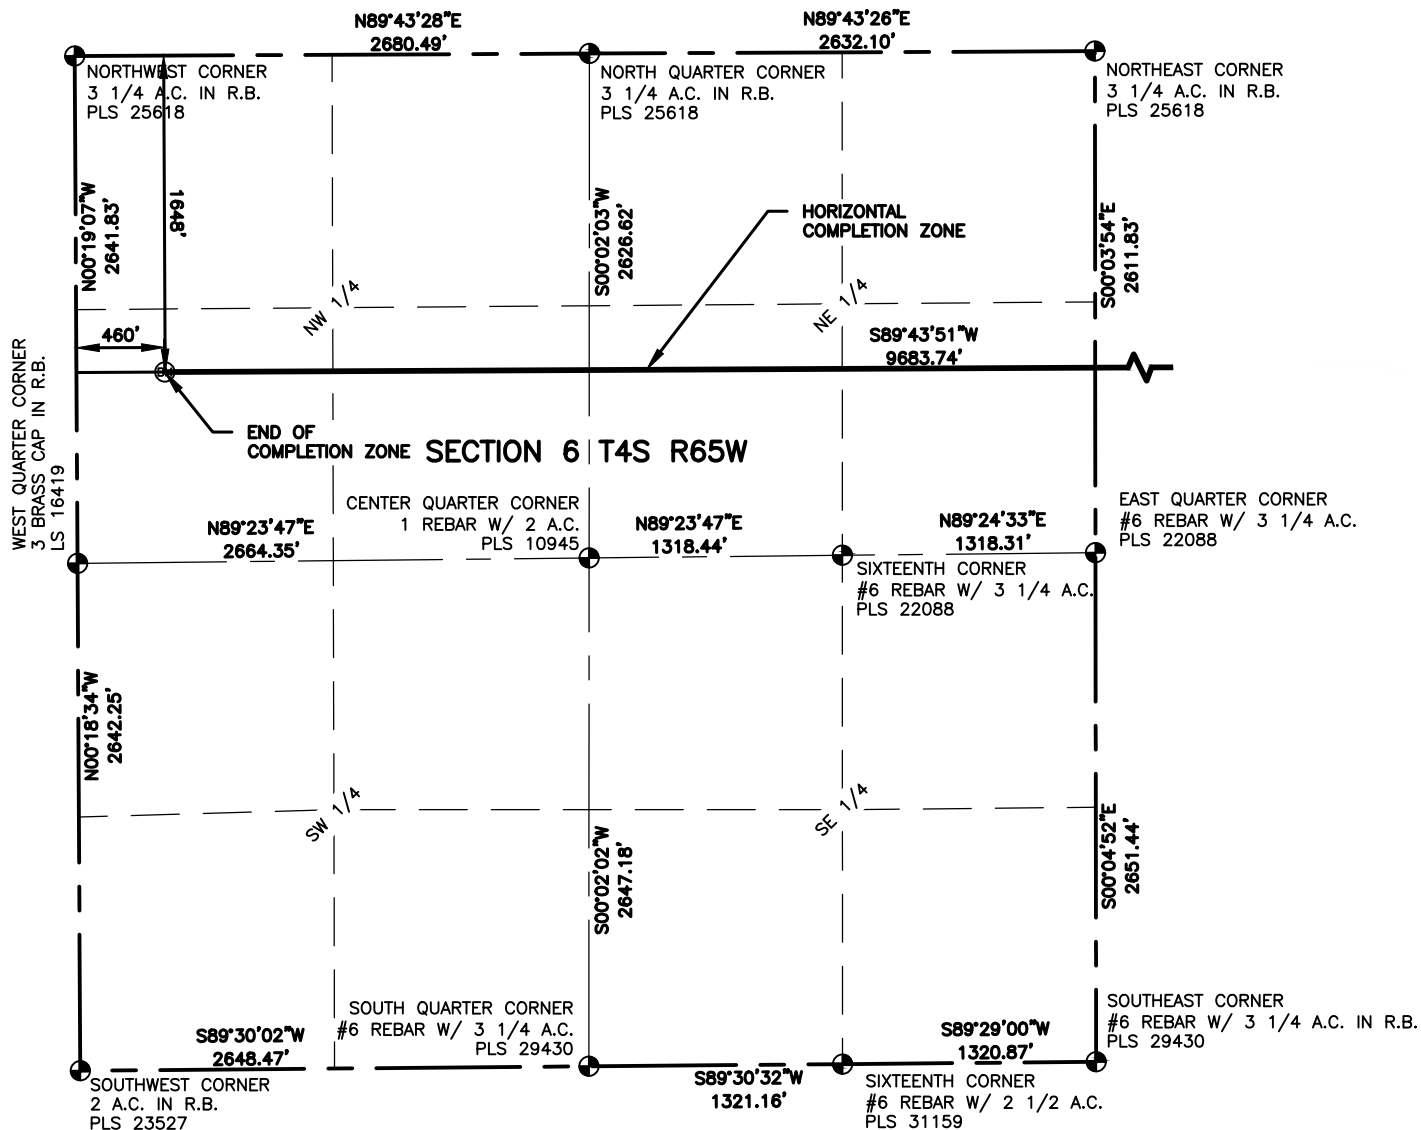 N89°43'28"E
2680.49'
N89°43'26"E
2632.10'
NORTHWEST CORNER
3 1/4 A.C. IN R.B.
PLS 25618
NORTH QUARTER CORNER
3 1/4 A.C. IN R.B.
PLS 25618
NORTHEAST CORNER
3 1/4 A.C. IN R.B.
PLS 25618
N00°19'07"W
2641.83'
1648'
S00°02'03"W
2626.62'
HORIZONTAL
COMPLETION ZONE
S00°03'54"E
2611.83'
NW 1/4
NE 1/4
460'
S89°43'51"W
9683.74'
WEST QUARTER CORNER
3 BRASS CAP IN R.B.
LS 16419
END OF
COMPLETION ZONE
SECTION 6 T4S R65W
CENTER QUARTER CORNER
1 REBAR W/ 2 A.C.
PLS 10945
N89°23'47"E
2664.35'
N89°23'47"E
1318.44'
N89°24'33"E
1318.31'
EAST QUARTER CORNER
#6 REBAR W/ 3 1/4 A.C.
PLS 22088
SIXTEENTH CORNER
#6 REBAR W/ 3 1/4 A.C.
PLS 22088
N00°18'34"W
2642.25'
SW 1/4
SE 1/4
S00°02'02"W
2647.18'
S00°04'52"E
2651.44'
SOUTH QUARTER CORNER
#6 REBAR W/ 3 1/4 A.C.
PLS 29430
S89°30'02"W
2648.47'
S89°29'00"W
1320.87'
SOUTHEAST CORNER
#6 REBAR W/ 3 1/4 A.C. IN R.B.
PLS 29430
SOUTHWEST CORNER
2 A.C. IN R.B.
PLS 23527
S89°30'32"W
1321.16'
SIXTEENTH CORNER
#6 REBAR W/ 2 1/2 A.C.
PLS 31159